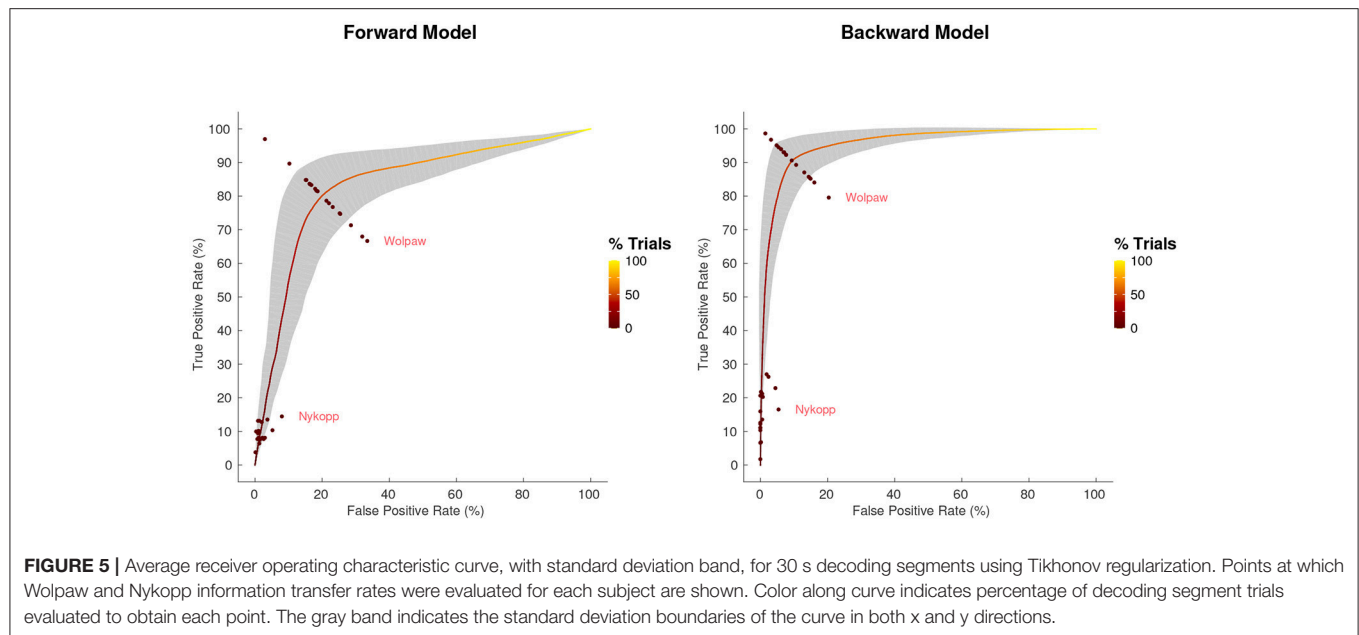 Forward Model
Backward Model
100
90
80
70
60
50
40
30
20
10
0
True Positive Rate (%)
0 20 40 60 80 100
False Positive Rate (%)
Wolpaw
Nykopp
% Trials
100
50
0
100
90
80
70
60
50
40
30
20
10
0
True Positive Rate (%)
0 20 40 60 80 100
False Positive Rate (%)
Wolpaw
Nykopp
% Trials
100
50
0
FIGURE 5 | Average receiver operating characteristic curve, with standard deviation band, for 30 s decoding segments using Tikhonov regularization. Points at which
Wolpaw and Nykopp information transfer rates were evaluated for each subject are shown. Color along curve indicates percentage of decoding segment trials
evaluated to obtain each point. The gray band indicates the standard deviation boundaries of the curve in both x and y directions.